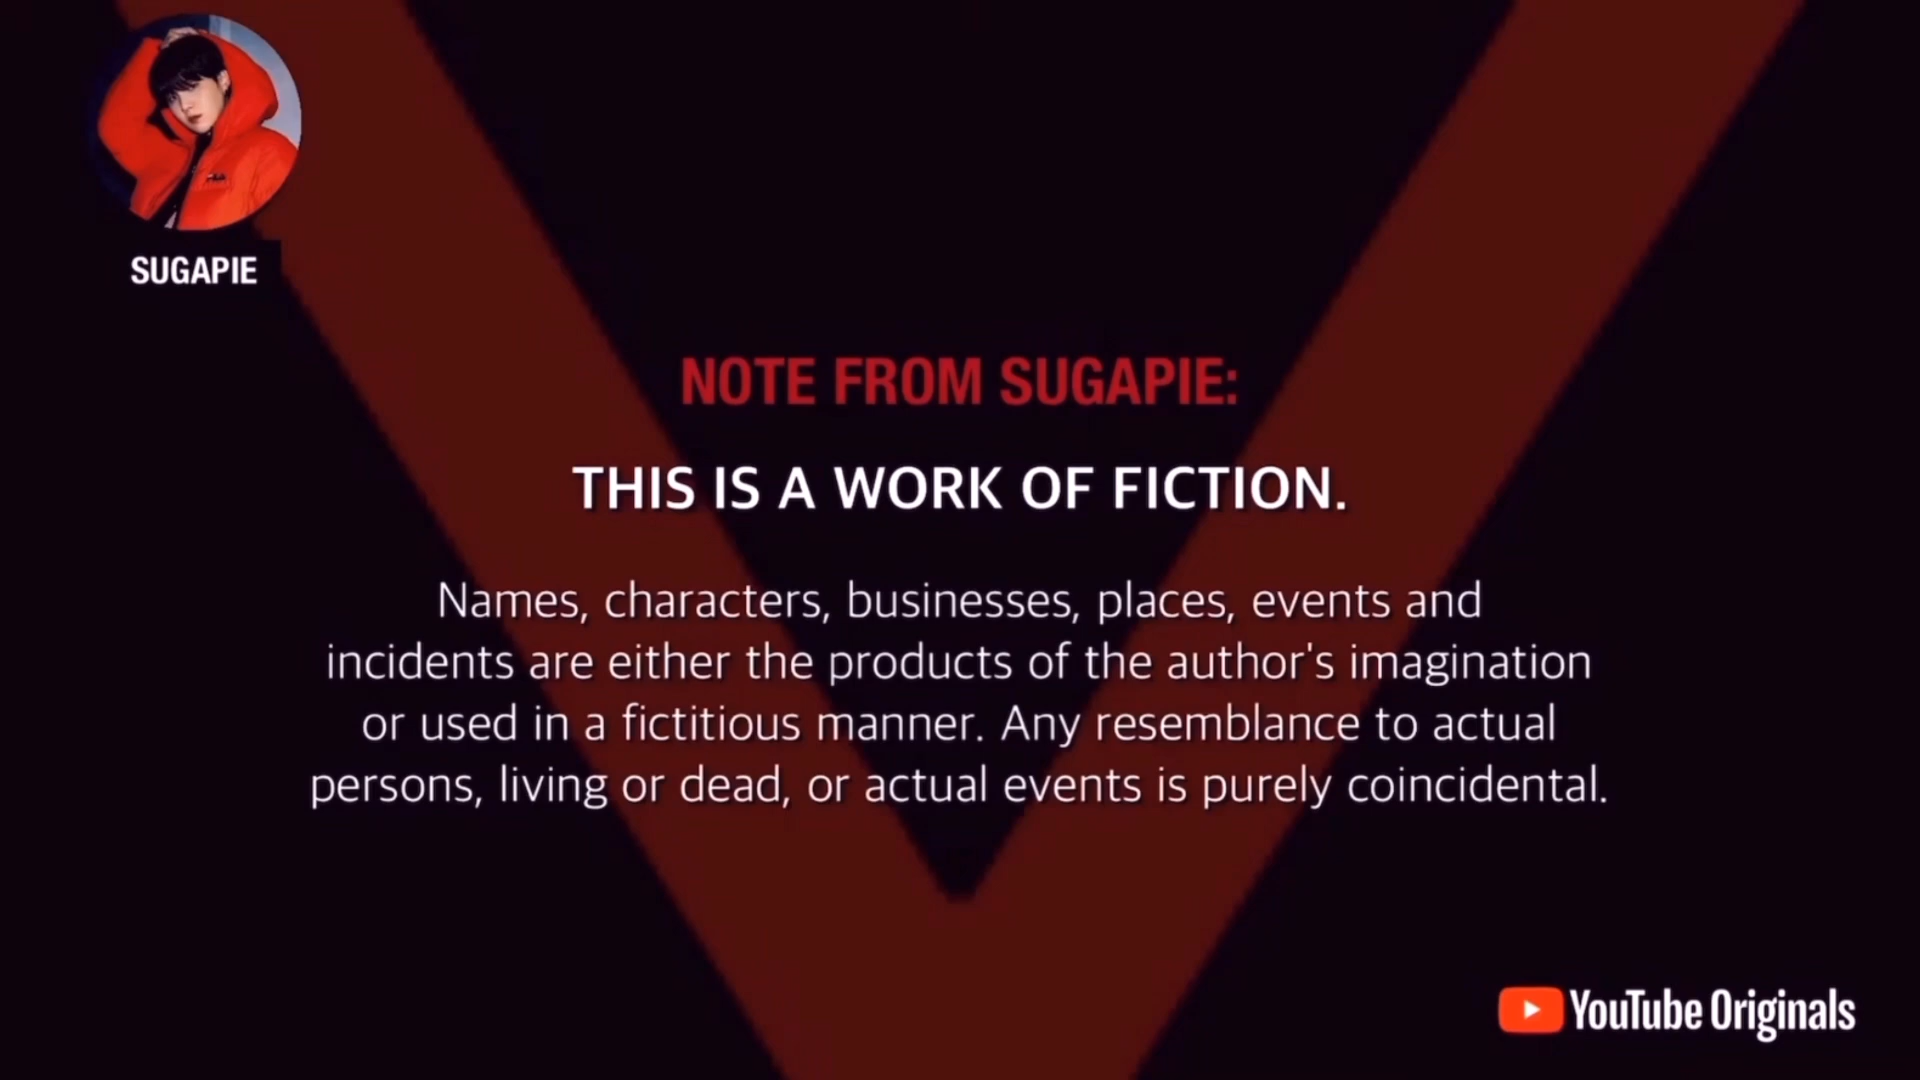 SUGAPIE
NOTE FROM SUGAPIE:
THIS IS A WORK OF FICTION.
Names, characters, businesses, places, events and
incidents are either the products of the author's imagination
or used in a fictitious manner. Any resemblance to actual
persons, living or dead, or actual events is purely coincidental.
YouTube Originals